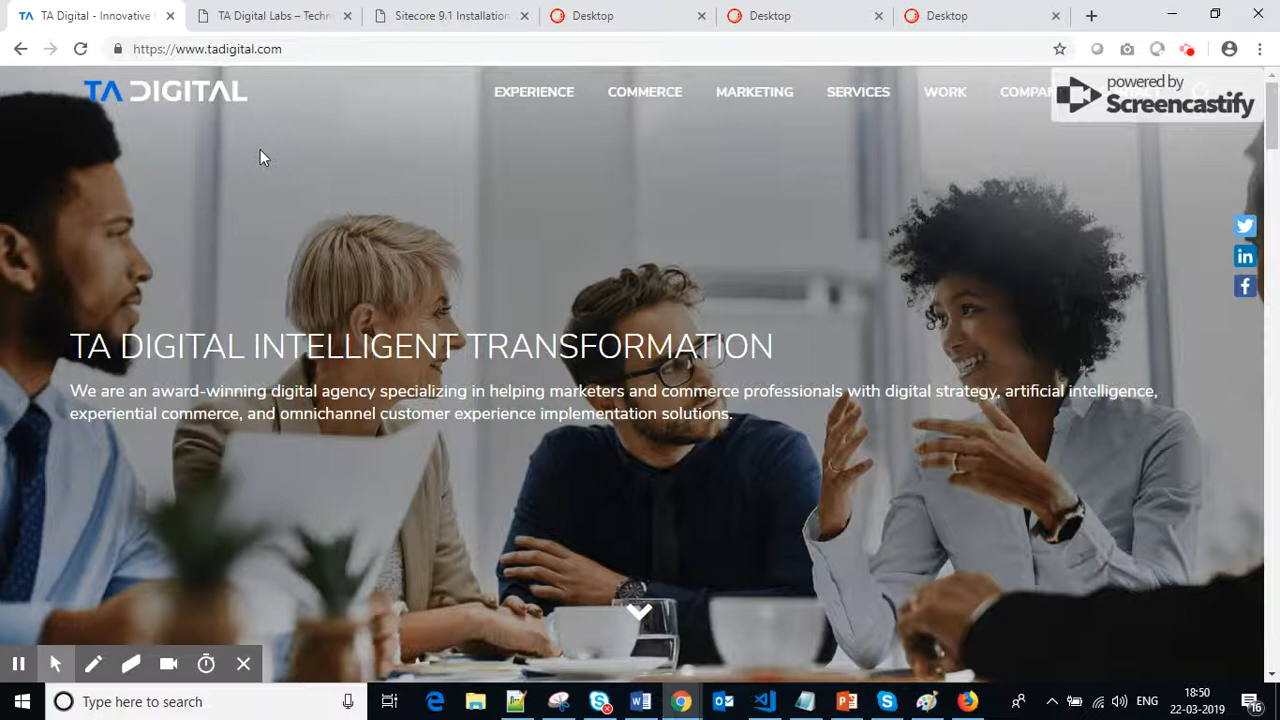 TA Digital - Innovative
TA Digital Labs – Techn
Sitecore 9.1 Installation
Desktop
Desktop
Desktop
https://www.tadigital.com
TA DIGITAL
EXPERIENCE
COMMERCE
MARKETING
SERVICES
WORK
powered by
Screencastify
TA DIGITAL INTELLIGENT TRANSFORMATION
We are an award-winning digital agency specializing in helping marketers and commerce professionals with digital strategy, artificial intelligence,
experiential commerce, and omnichannel customer experience implementation solutions.
Type here to search
ENG
18:50
22-03-2019
16